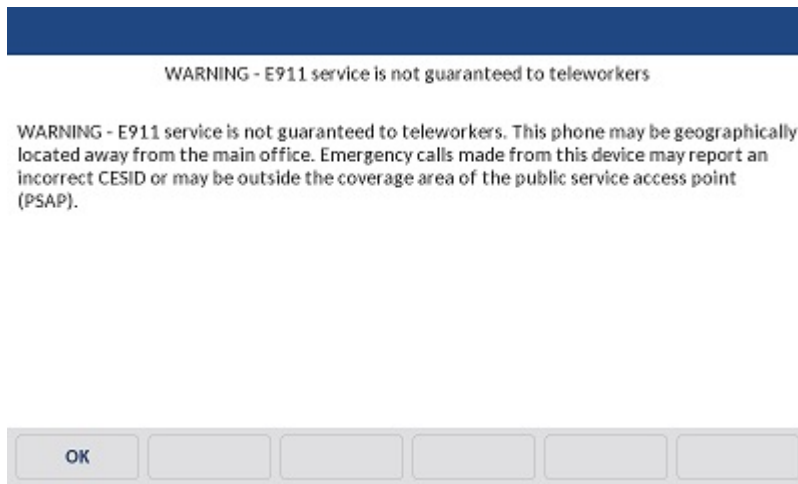 WARNING - E911 service is not guaranteed to teleworkers
WARNING - E911 service is not guaranteed to teleworkers. This phone may be geographically
located away from the main office. Emergency calls made from this device may report an
incorrect CESID or may be outside the coverage area of the public service access point
(PSAP).
OK